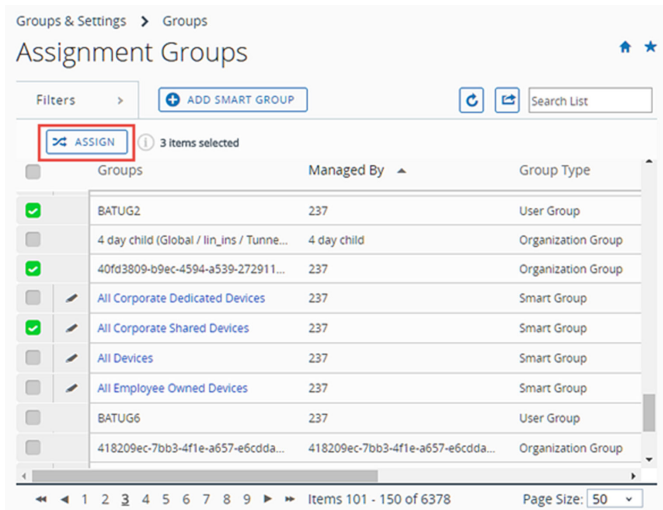 Groups & Settings > Groups
Assignment Groups
Filters > ADD SMART GROUP Search List
ASSIGN i 3 items selected
Groups Managed By Group Type
BATUG2 237 User Group
4 day child (Global / lin_ins / Tunne... 4 day child Organization Group
40fd3809-b9ec-4594-a539-272911... 237 Organization Group
All Corporate Dedicated Devices 237 Smart Group
All Corporate Shared Devices 237 Smart Group
All Devices 237 Smart Group
All Employee Owned Devices 237 Smart Group
BATUG6 237 User Group
418209ec-7bb3-4f1e-a657-e6cdda... 418209ec-7bb3-4f1e-a657-e6cdda... Organization Group
1 2 3 4 5 6 7 8 9 Items 101 - 150 of 6378 Page Size: 50